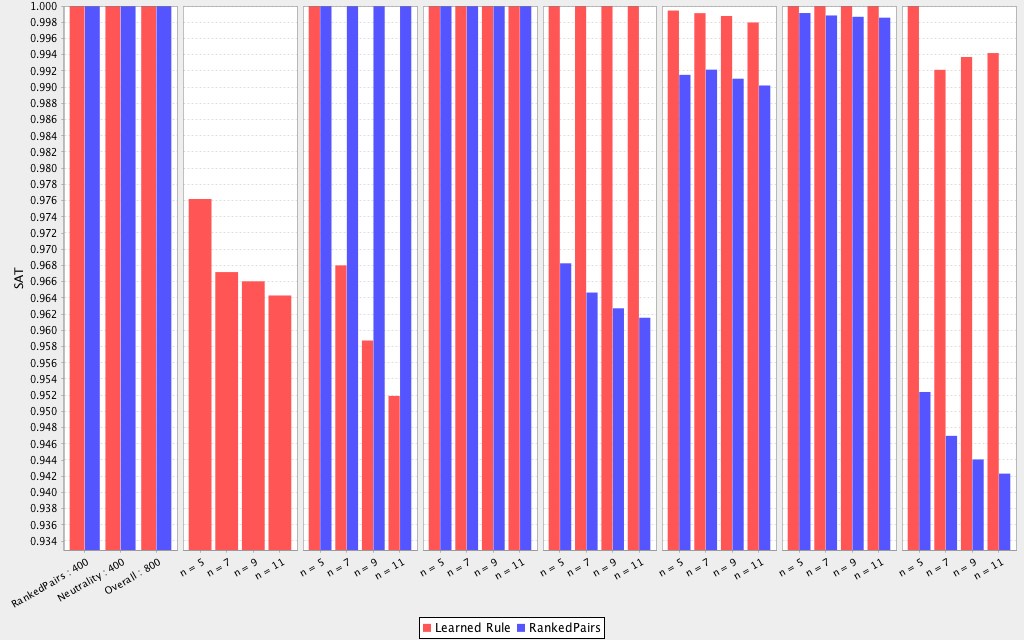 1.000
0.998
0.996
0.994
0.992
0.990
0.988
0.986
0.984
0.982
0.980
0.978
0.976
0.974
0.972
0.970
0.968
0.966
0.964
0.962
0.960
0.958
0.956
0.954
0.952
0.950
0.948
0.946
0.944
0.942
0.940
0.938
0.936
0.934
SAT
RankedPairs : 400
Neutrality : 400
Overall : 800
n = 5
n = 7
n = 9
n = 11
n = 5
n = 7
n = 9
n = 11
n = 5
n = 7
n = 9
n = 11
n = 5
n = 7
n = 9
n = 11
n = 5
n = 7
n = 9
n = 11
n = 5
n = 7
n = 9
n = 11
n = 5
n = 7
n = 9
n = 11
Learned Rule RankedPairs